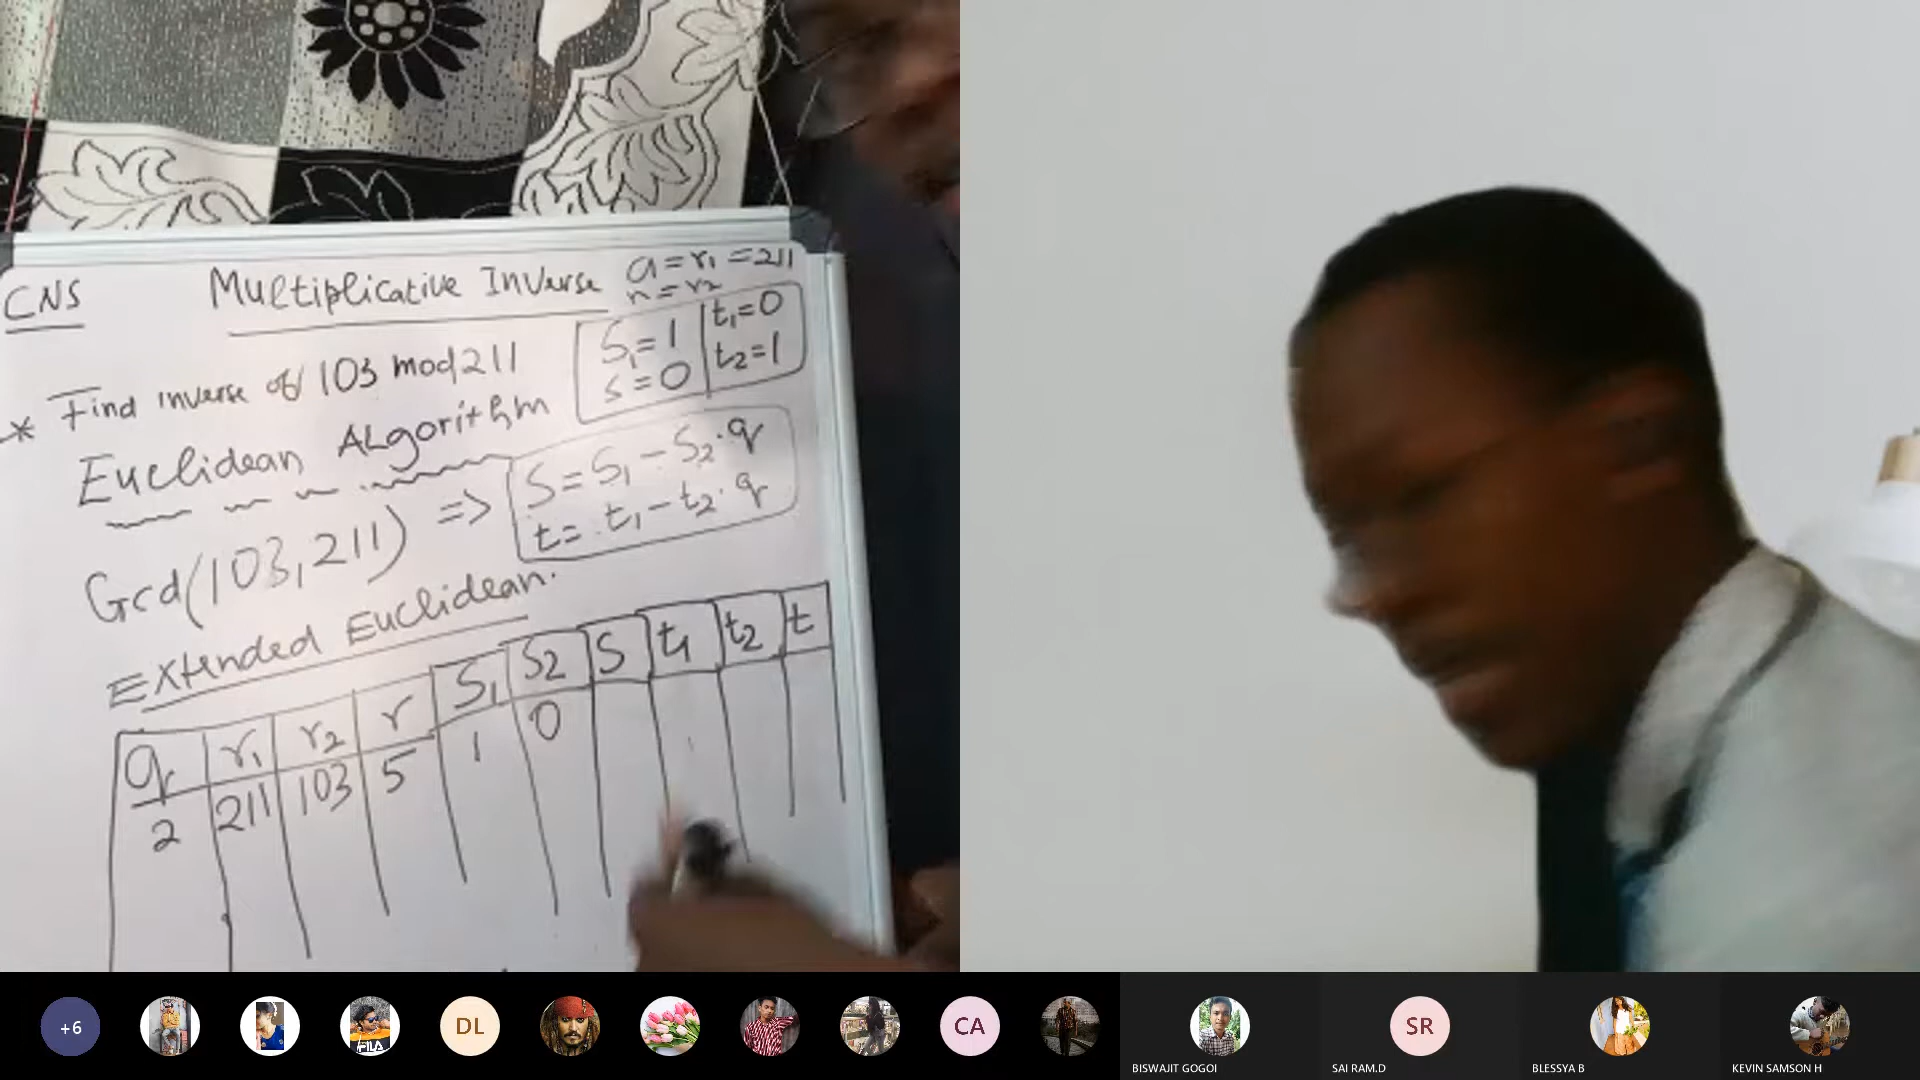 CNS
Multiplicative Inverse
a = r1 = 211
n = r2
S1 = 1 | t1 = 0
s = 0 | t2 = 1
* Find inverse of 103 mod 211
Euclidean ALgorithm
Gcd(103, 211) =>
S = S1 - S2 . q
t = t1 - t2 . q
Extended Euclidean.
q r1 r2 r S1 S2 S t1 t2 t
2 211 103 5 1 0
FILA
+6
DL
CA
SR
BISWAJIT GOGOI
SAI RAM.D
BLESSYA B
KEVIN SAMSON H